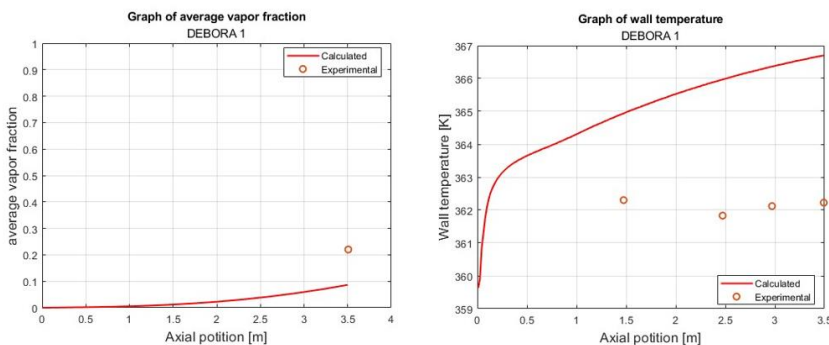 Graph of average vapor fraction
DEBORA 1
1
0.9
0.8
0.7
0.6
0.5
0.4
0.3
0.2
0.1
0
average vapor fraction
Calculated
Experimental
0 0.5 1 1.5 2 2.5 3 3.5 4
Axial potition [m]
Graph of wall temperature
DEBORA 1
367
366
365
364
363
362
361
360
359
Wall temperature [K]
Calculated
Experimental
0 0.5 1 1.5 2 2.5 3 3.5
Axial potition [m]